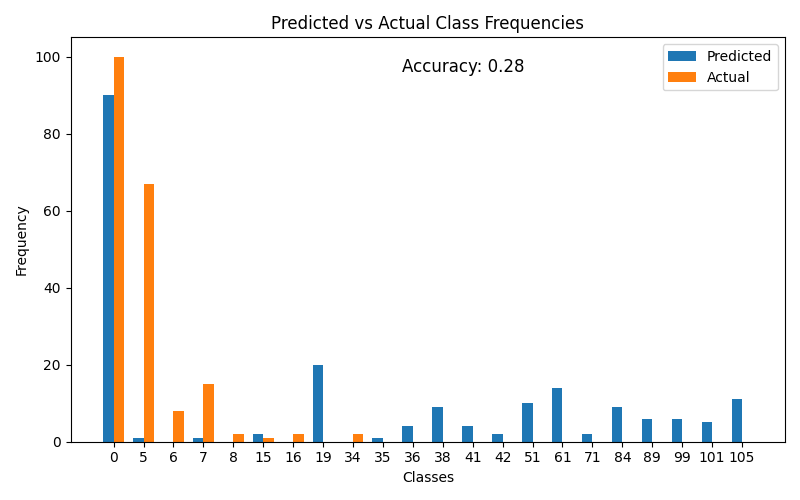 Predicted vs Actual Class Frequencies
Accuracy: 0.28
Predicted
Actual
Frequency
100
80
60
40
20
0
0 5 6 7 8 15 16 19 34 35 36 38 41 42 51 61 71 84 89 99 101 105
Classes